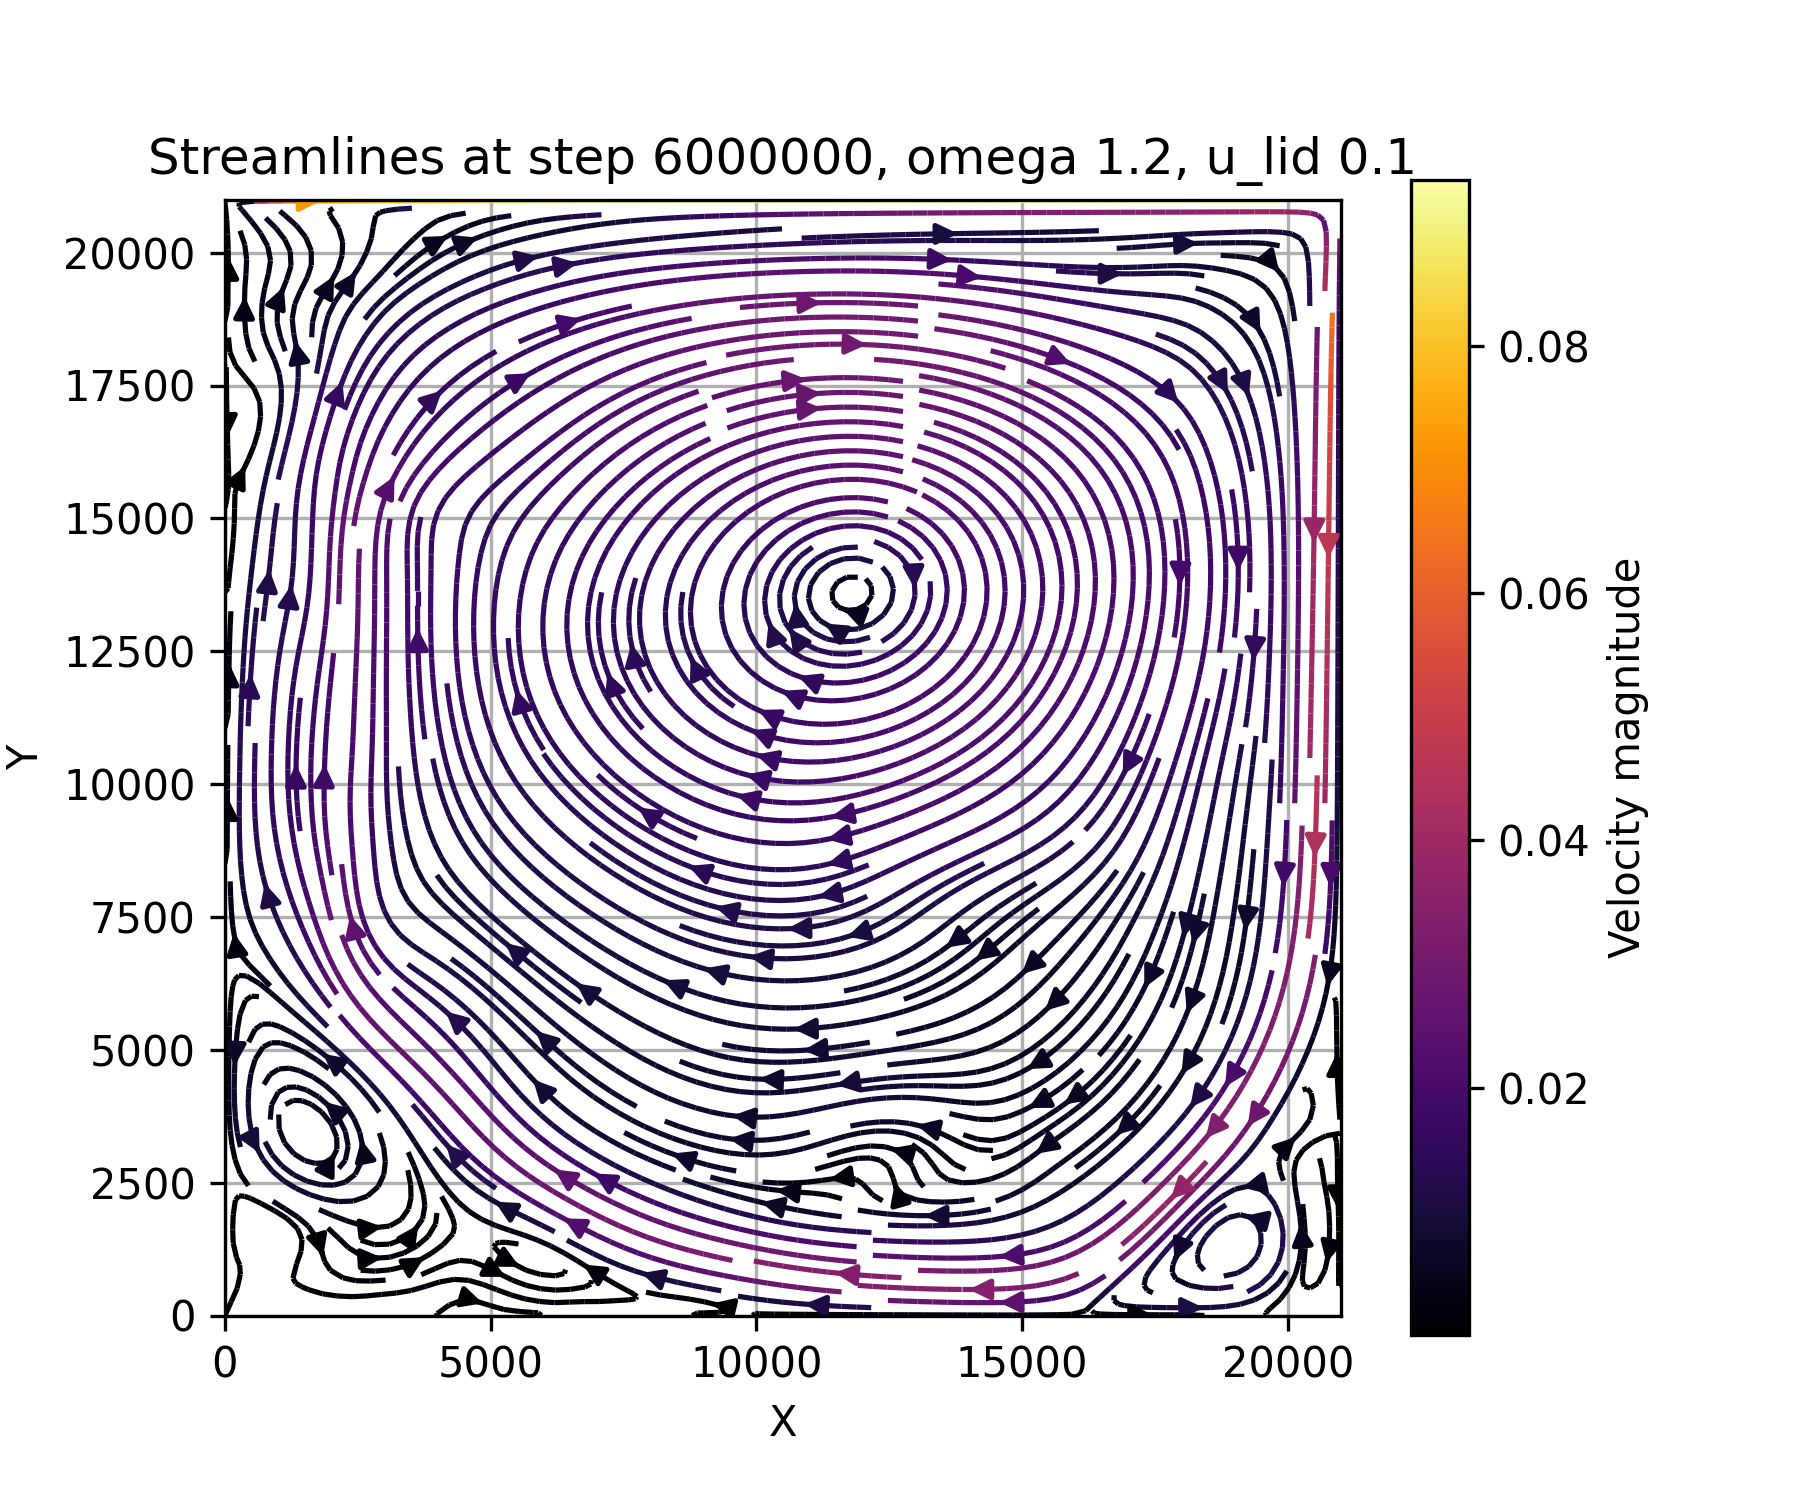 Streamlines at step 6000000, omega 1.2, u_lid 0.1
20000
17500
15000
12500
10000
7500
5000
2500
0
Y
0 5000 10000 15000 20000
X
0.08
0.06
0.04
0.02
Velocity magnitude